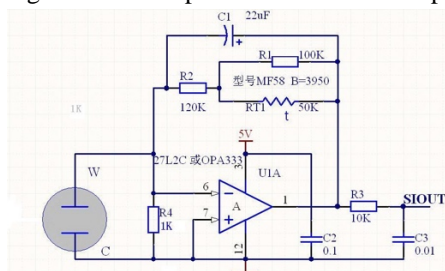 C1 22uF
R1 100K
R2 型号MF58 B=3950
120K RT1 50K
t
1K
5V
27L2C 或OPA333
3
U1A
W
6
A
1
R3
SIOUT
R4
1K
7
10K
C
12
C2
0.1
C3
0.01